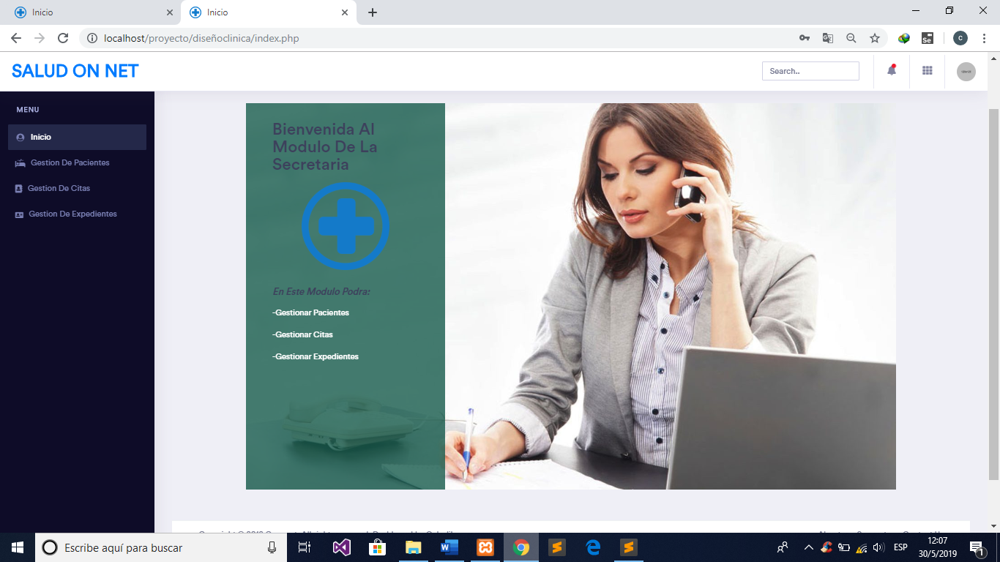 Inicio
Inicio
localhost/proyecto/diseñoclinica/index.php
Se
c
SALUD ON NET
Search..
MENU
Inicio
Gestion De Pacientes
Gestion De Citas
Gestion De Expedientes
Bienvenida Al
Modulo De La
Secretaria
En Este Modulo Podra:
-Gestionar Pacientes
-Gestionar Citas
-Gestionar Expedientes
Escribe aquí para buscar
ESP
12:07
30/5/2019
1